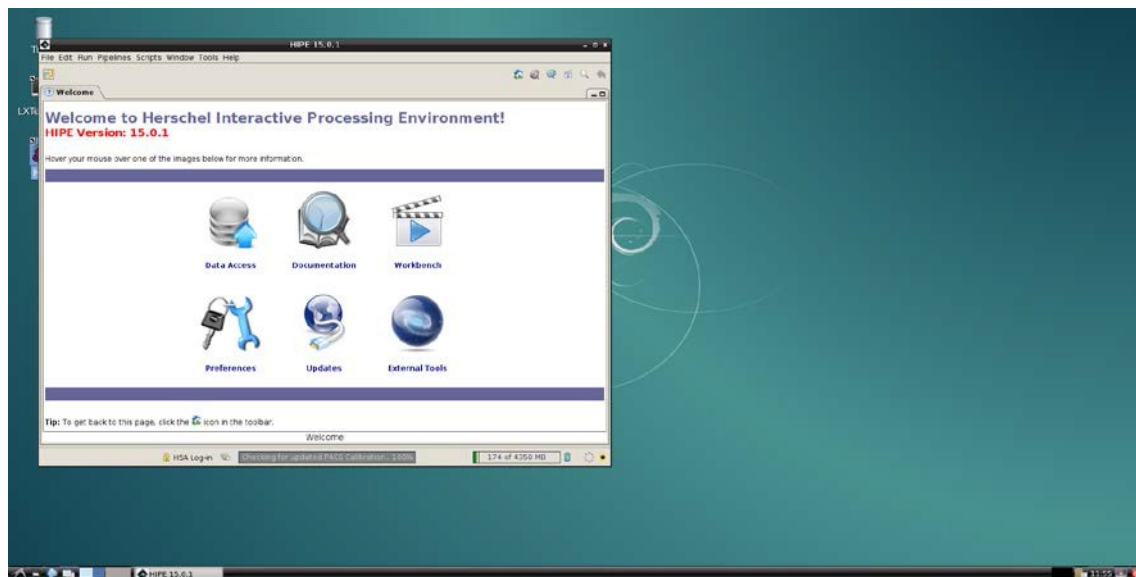 HIPE 15.0.1
File Edit Run Pipelines Scripts Window Tools Help
Welcome
LXTe
Welcome to Herschel Interactive Processing Environment!
HIPE Version: 15.0.1
Hover your mouse over one of the images below for more information.
Data Access Documentation Workbench
Preferences Updates External Tools
Tip: To get back to this page, click the icon in the toolbar.
Welcome
HSA Log-in Checking for updated PACS Calibration.. 100% 174 of 4350 MB
HIPE 15.0.1 11:55